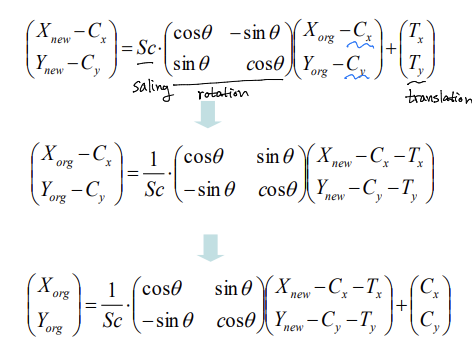 (X_new − C_x; Y_new − C_y) = Sc · (cosθ −sinθ; sinθ cosθ)(X_org − C_x; Y_org − C_y) + (T_x; T_y)
saling rotation translation
(X_org − C_x; Y_org − C_y) = 1/Sc · (cosθ sinθ; −sinθ cosθ)(X_new − C_x − T_x; Y_new − C_y − T_y)
(X_org; Y_org) = 1/Sc · (cosθ sinθ; −sinθ cosθ)(X_new − C_x − T_x; Y_new − C_y − T_y) + (C_x; C_y)